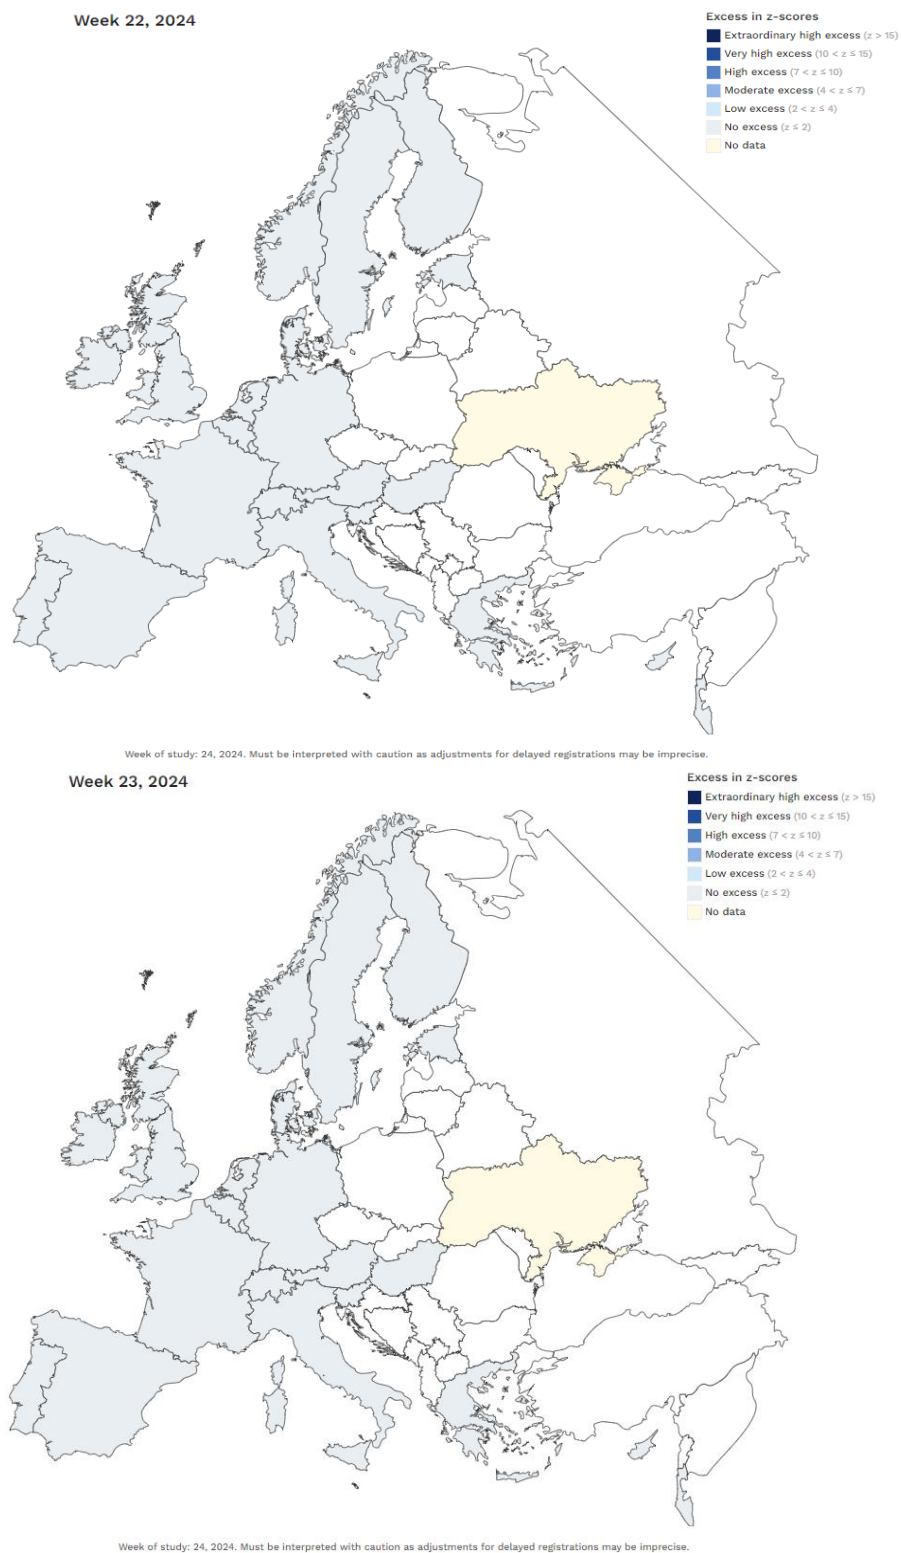 Week 22, 2024
Excess in z-scores
Extraordinary high excess (z > 15)
Very high excess (10 < z ≤ 15)
High excess (7 < z ≤ 10)
Moderate excess (4 < z ≤ 7)
Low excess (2 < z ≤ 4)
No excess (z ≤ 2)
No data
Week of study: 24, 2024. Must be interpreted with caution as adjustments for delayed registrations may be imprecise.
Week 23, 2024
Excess in z-scores
Extraordinary high excess (z > 15)
Very high excess (10 < z ≤ 15)
High excess (7 < z ≤ 10)
Moderate excess (4 < z ≤ 7)
Low excess (2 < z ≤ 4)
No excess (z ≤ 2)
No data
Week of study: 24, 2024. Must be interpreted with caution as adjustments for delayed registrations may be imprecise.